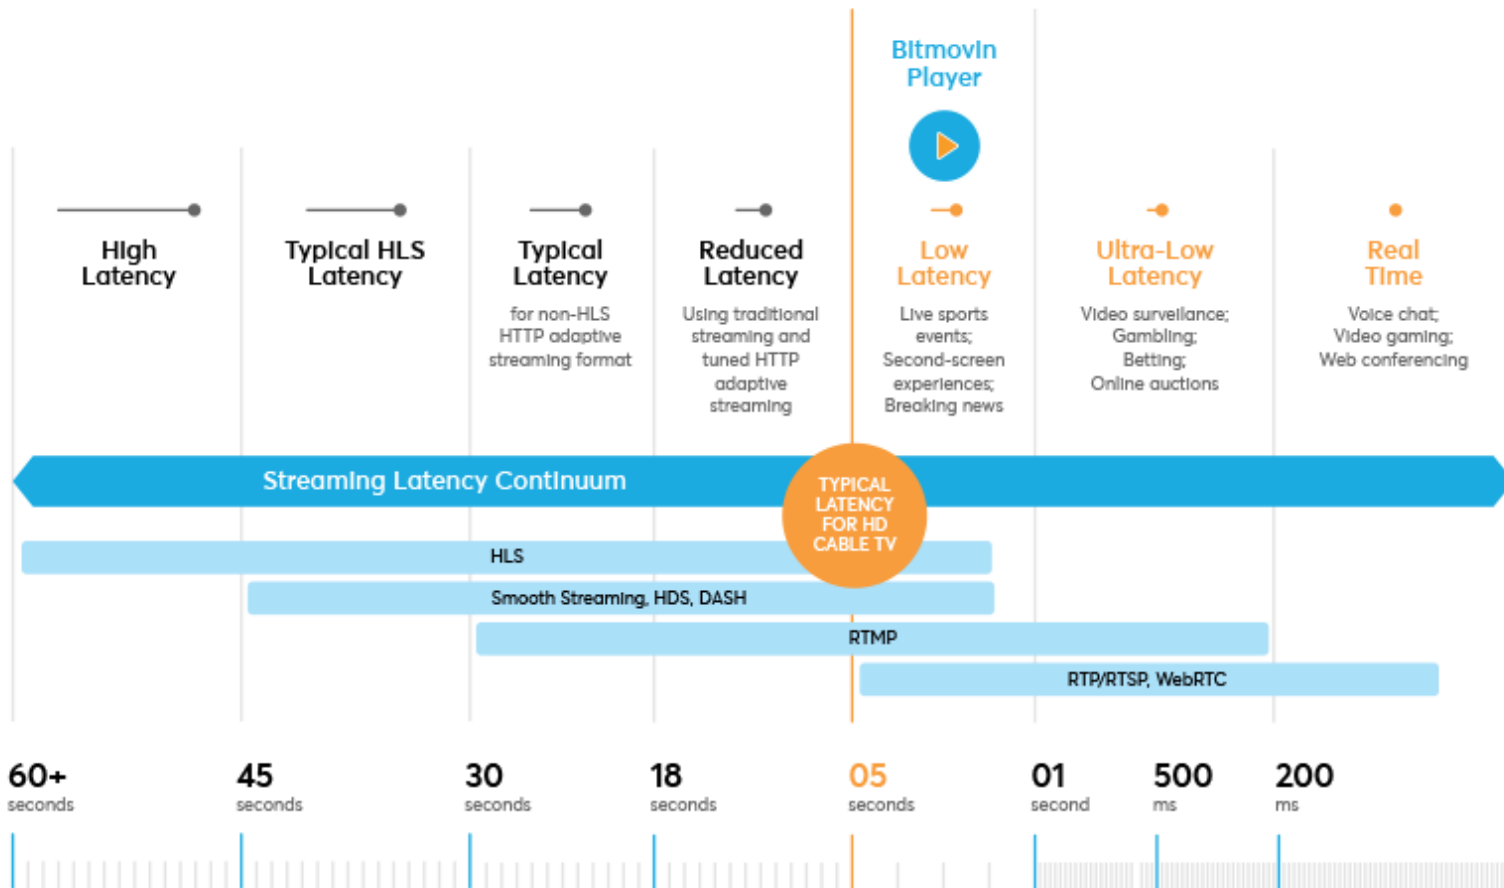 Bitmovin
Player
High
Latency
Typical HLS
Latency
Typical
Latency
for non-HLS
HTTP adaptive
streaming format
Reduced
Latency
Using traditional
streaming and
tuned HTTP
adaptive
streaming
Low
Latency
Live sports
events;
Second-screen
experiences;
Breaking news
Ultra-Low
Latency
Video surveilance;
Gambling;
Betting;
Online auctions
Real
Time
Voice chat;
Video gaming;
Web conferencing
Streaming Latency Continuum
TYPICAL
LATENCY
FOR HD
CABLE TV
HLS
Smooth Streaming, HDS, DASH
RTMP
RTP/RTSP, WebRTC
60+
seconds
45
seconds
30
seconds
18
seconds
05
seconds
01
second
500
ms
200
ms